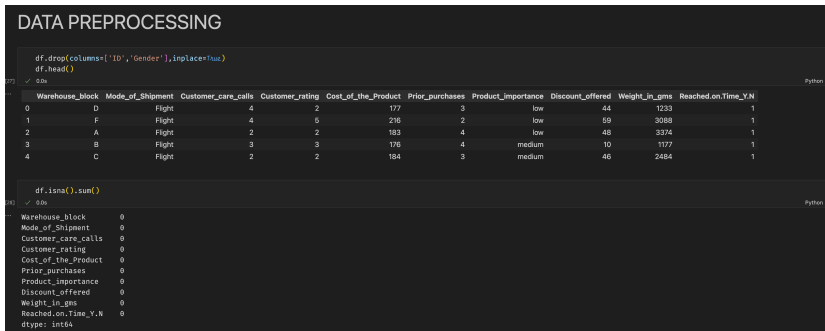 DATA PREPROCESSING
df.drop(columns=['ID','Gender'],inplace=True)
df.head()
[27] ✓ 0.0s Python
Warehouse_block Mode_of_Shipment Customer_care_calls Customer_rating Cost_of_the_Product Prior_purchases Product_importance Discount_offered Weight_in_gms Reached.on.Time_Y.N
0 D Flight 4 2 177 3 low 44 1233 1
1 F Flight 4 5 216 2 low 59 3088 1
2 A Flight 2 2 183 4 low 48 3374 1
3 B Flight 3 3 176 4 medium 10 1177 1
4 C Flight 2 2 184 3 medium 46 2484 1
df.isna().sum()
[28] ✓ 0.0s Python
Warehouse_block 0
Mode_of_Shipment 0
Customer_care_calls 0
Customer_rating 0
Cost_of_the_Product 0
Prior_purchases 0
Product_importance 0
Discount_offered 0
Weight_in_gms 0
Reached.on.Time_Y.N 0
dtype: int64